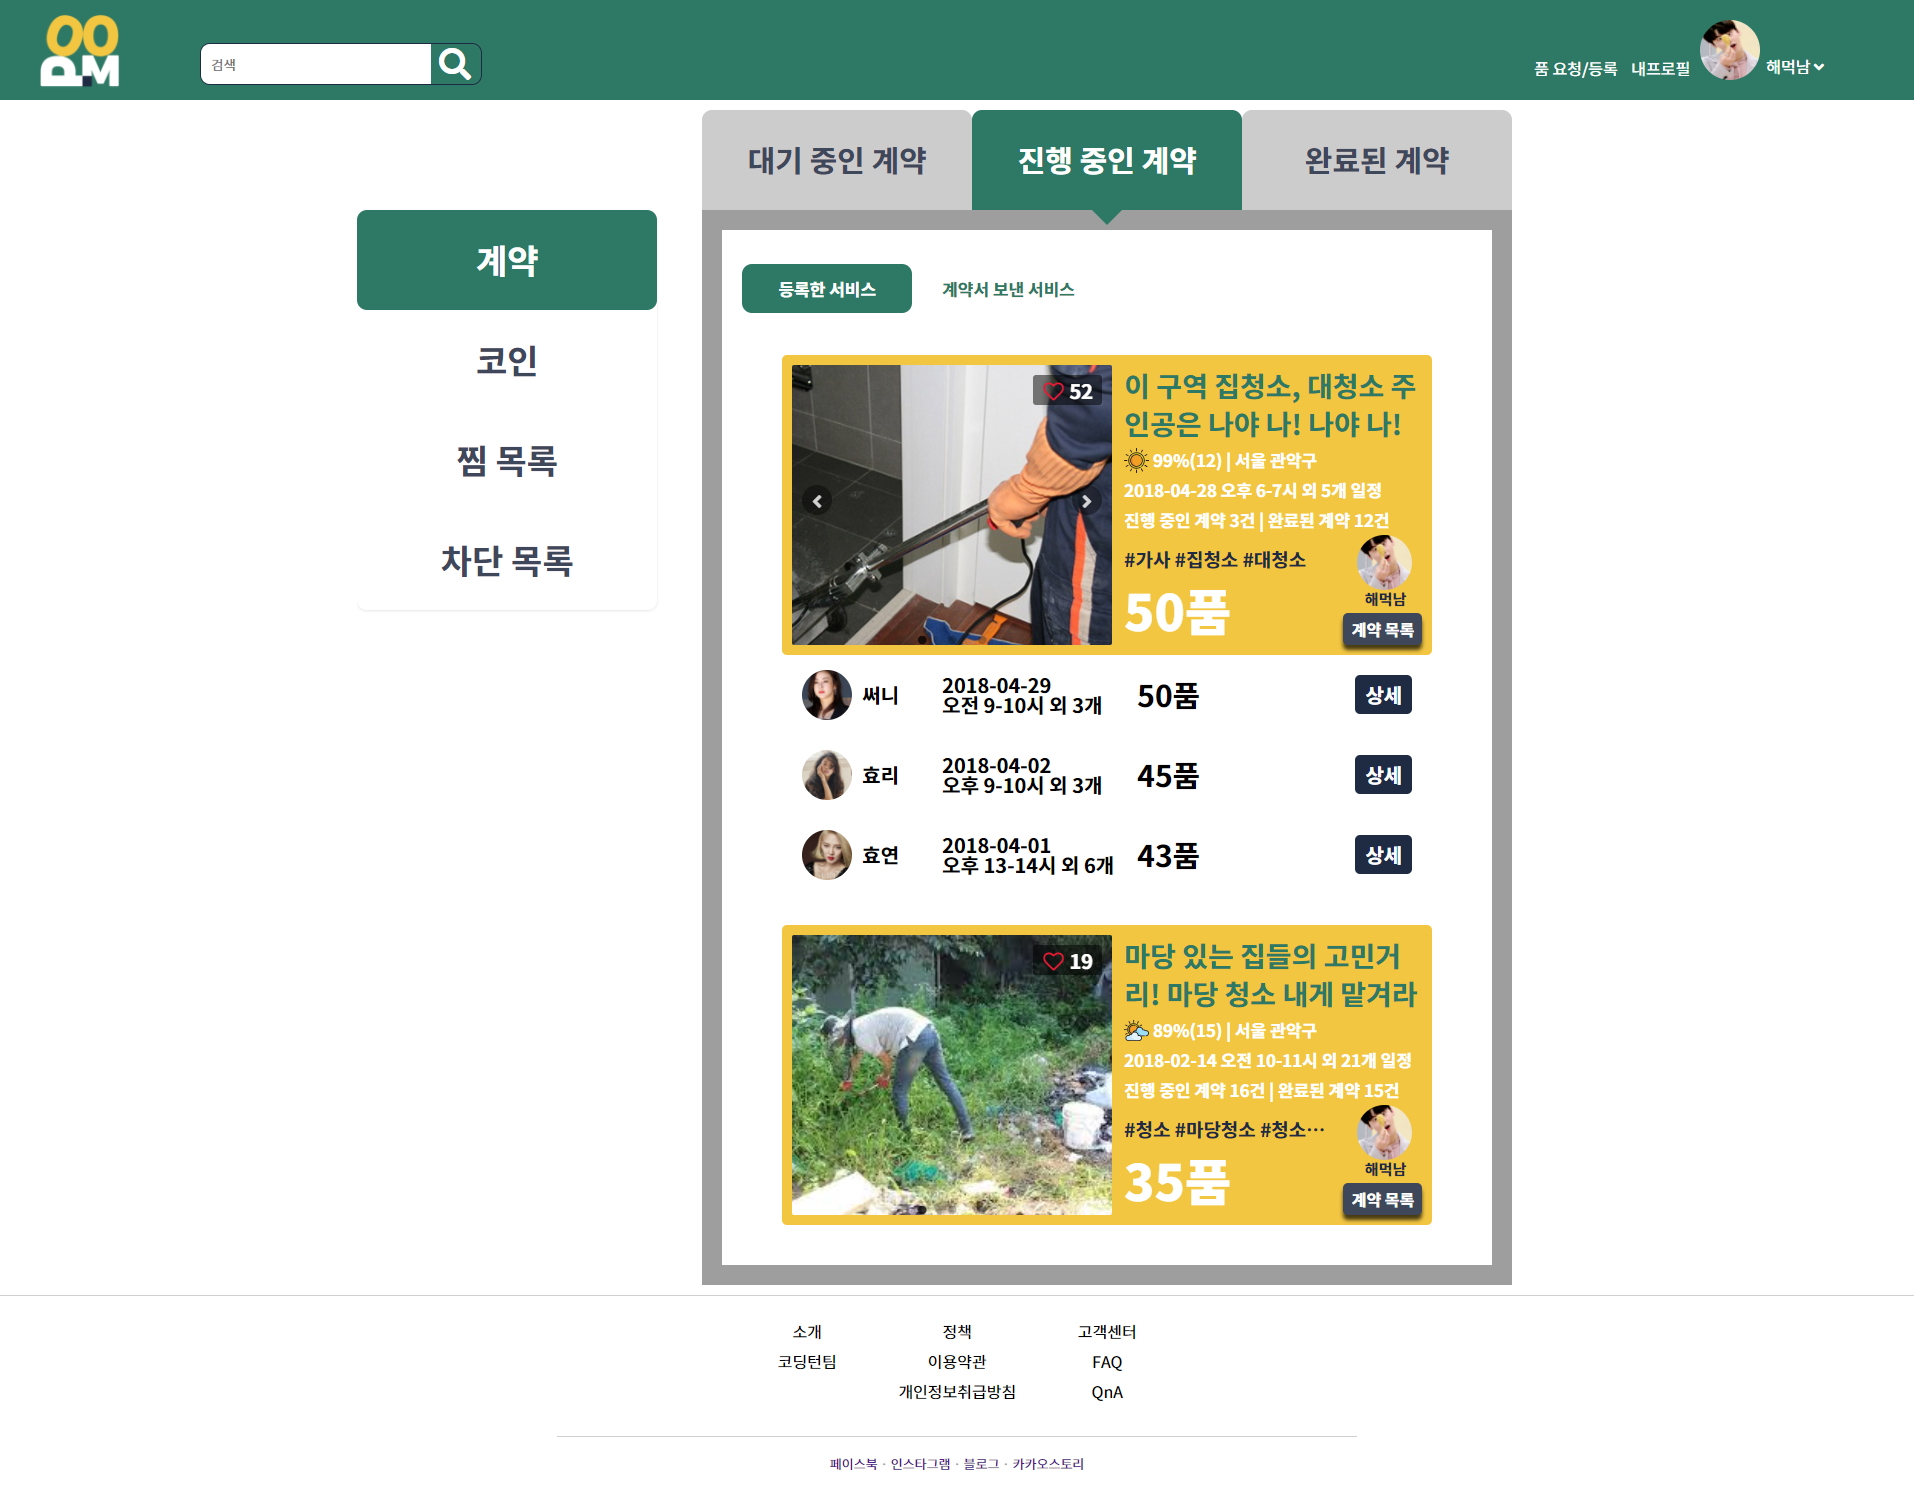 POOM
검색
품 요청/등록
내프로필
해먹남
대기 중인 계약
진행 중인 계약
완료된 계약
계약
코인
찜 목록
차단 목록
등록한 서비스
계약서 보낸 서비스
52
이 구역 집청소, 대청소 주
인공은 나야 나! 나야 나!
99%(12) | 서울 관악구
2018-04-28 오후 6-7시 외 5개 일정
진행 중인 계약 3건 | 완료된 계약 12건
#가사 #집청소 #대청소
50품
해먹남
계약 목록
써니
2018-04-29
오전 9-10시 외 3개
50품
상세
효리
2018-04-02
오후 9-10시 외 3개
45품
상세
효연
2018-04-01
오후 13-14시 외 6개
43품
상세
19
마당 있는 집들의 고민거
리! 마당 청소 내게 맡겨라
89%(15) | 서울 관악구
2018-02-14 오전 10-11시 외 21개 일정
진행 중인 계약 16건 | 완료된 계약 15건
#청소 #마당청소 #청소…
35품
해먹남
계약 목록
소개
정책
고객센터
코딩턴팀
이용약관
FAQ
개인정보취급방침
QnA
페이스북 · 인스타그램 · 블로그 · 카카오스토리